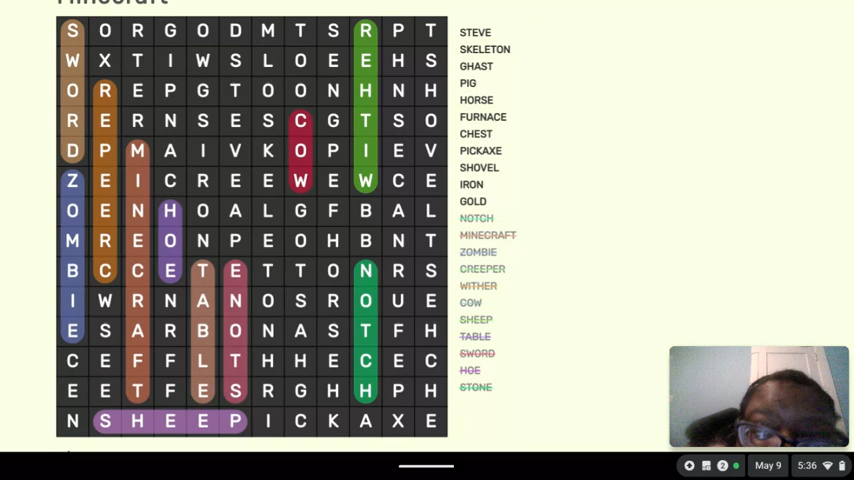 S O R G O D M T S R P T
W X T I W S L O E E H S
O R E P G T O O N H N H
R E R N S E S C G T S O
D P M A I V K O P I E V
Z E I C R E E W E W C E
O E N H O A L G F B A L
M R E O N P E O H B N T
B C C E T E T T O N R S
I W R N A N O S R O U E
E S A R B O N A S T F H
C E F F L T H H E C E C
E E T F E S R G H H P H
N S H E E P I C K A X E
STEVE
SKELETON
GHAST
PIG
HORSE
FURNACE
CHEST
PICKAXE
SHOVEL
IRON
GOLD
NOTCH
MINECRAFT
ZOMBIE
CREEPER
WITHER
COW
SHEEP
TABLE
SWORD
HOE
STONE
2 May 9 5:36